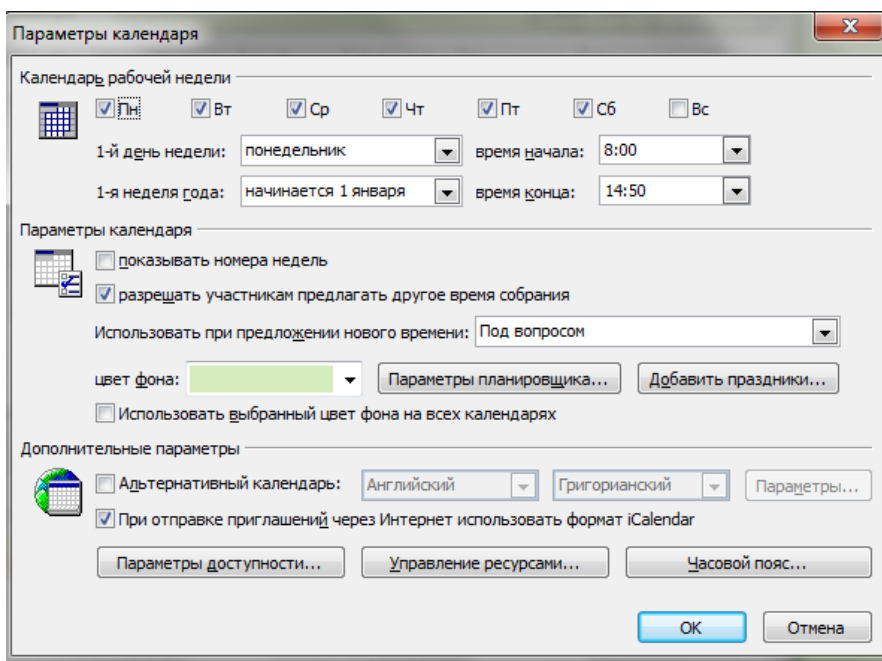 Параметры календаря
Календарь рабочей недели
Пн Вт Ср Чт Пт Сб Вс
1-й день недели: понедельник время начала: 8:00
1-я неделя года: начинается 1 января время конца: 14:50
Параметры календаря
показывать номера недель
разрешать участникам предлагать другое время собрания
Использовать при предложении нового времени: Под вопросом
цвет фона: Параметры планировщика... Добавить праздники...
Использовать выбранный цвет фона на всех календарях
Дополнительные параметры
Альтернативный календарь: Английский Григорианский Параметры...
При отправке приглашений через Интернет использовать формат iCalendar
Параметры доступности... Управление ресурсами... Часовой пояс...
ОК Отмена